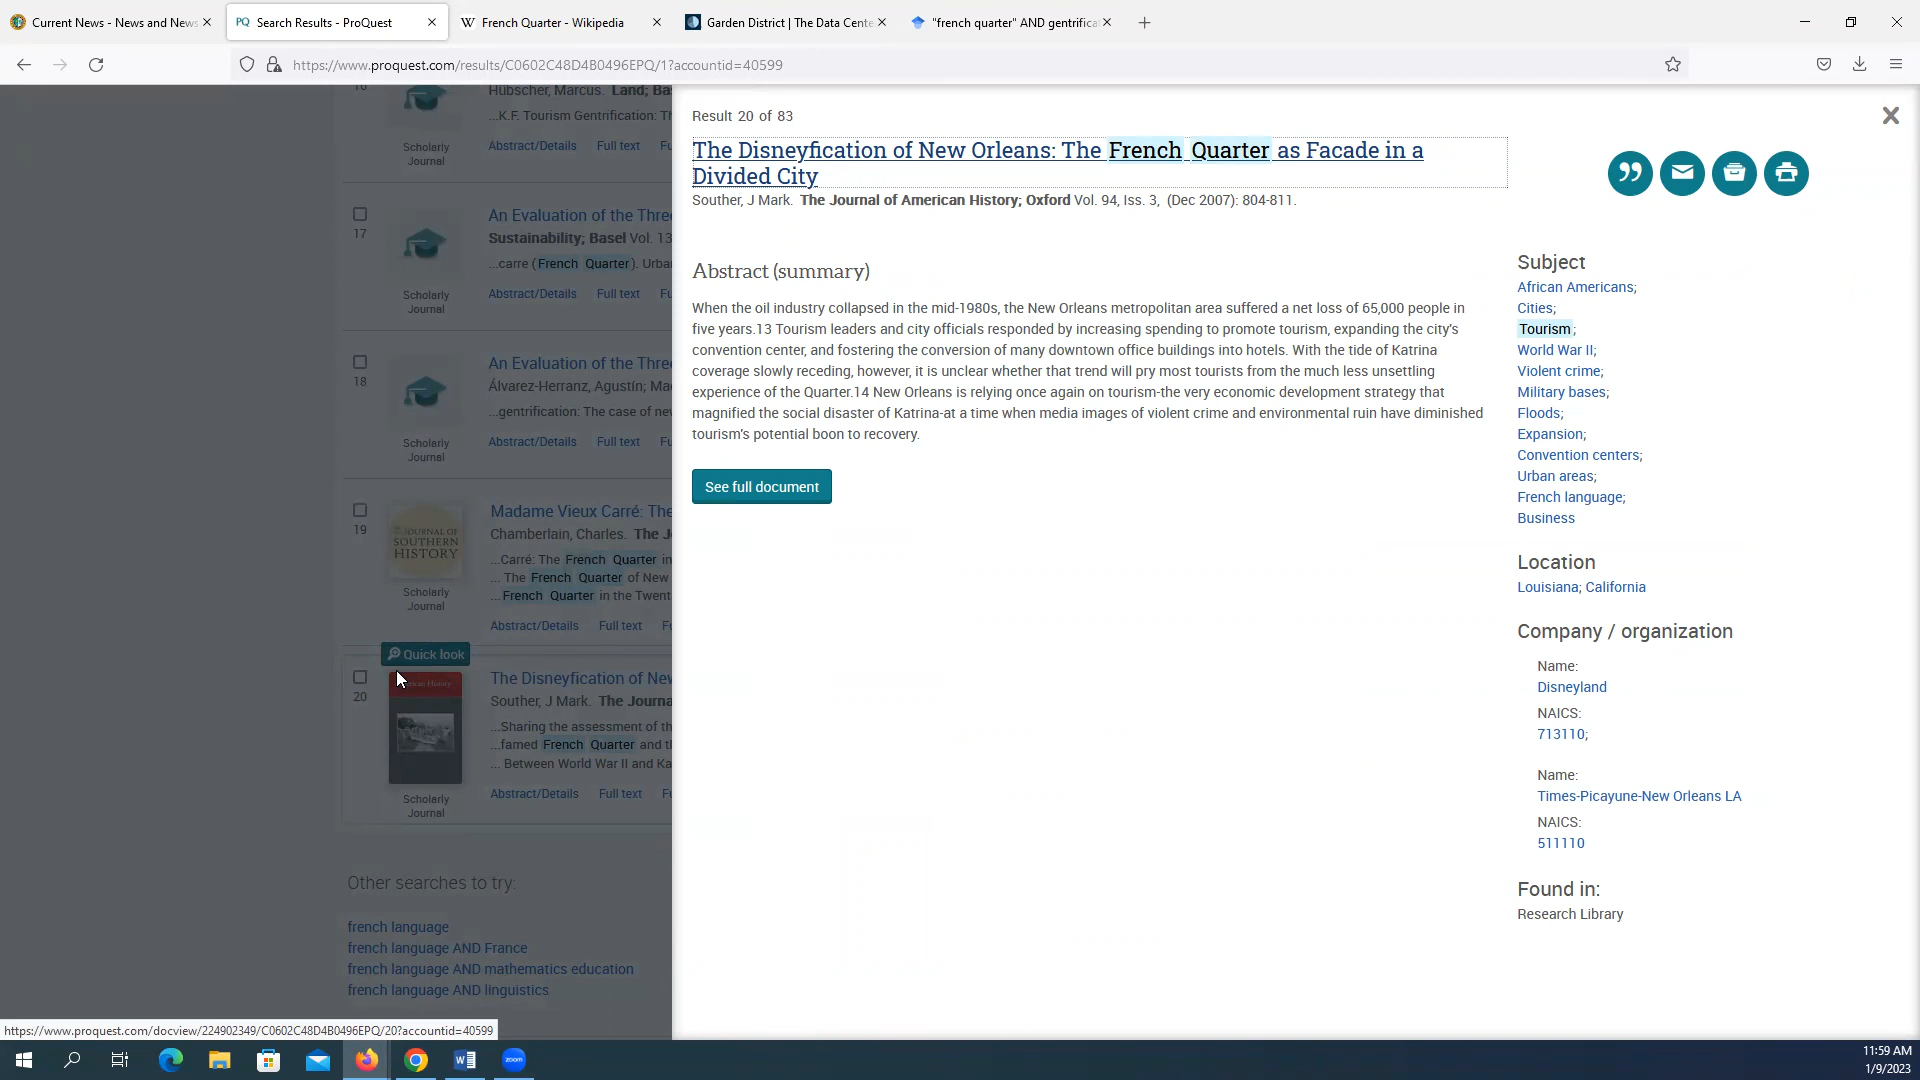 Current News - News and News
Search Results - ProQuest
French Quarter - Wikipedia
Garden District | The Data Cente
"french quarter" AND gentrifica
https://www.proquest.com/results/C0602C48D4B0496EPQ/1?accountid=40599
Hübscher, Marcus. Land; Bas
...K.F. Tourism Gentrification: Th
Scholarly
Journal
Abstract/Details Full text
17
An Evaluation of the Three
Sustainability; Basel Vol. 13
...carre (French Quarter). Urba
Scholarly
Journal
Abstract/Details Full text
18
An Evaluation of the Three
Álvarez-Herranz, Agustín; Ma
...gentrification: The case of nev
Scholarly
Journal
Abstract/Details Full text
19
JOURNAL OF
SOUTHERN
HISTORY
Madame Vieux Carré: The
Chamberlain, Charles. The J
...Carré: The French Quarter in
... The French Quarter of New
...French Quarter in the Twent
Scholarly
Journal
Abstract/Details Full text
Quick look
20
The Disneyfication of New
Souther, J Mark. The Journa
...Sharing the assessment of th
...famed French Quarter and th
... Between World War II and Ka
Scholarly
Journal
Abstract/Details Full text
Other searches to try:
french language
french language AND France
french language AND mathematics education
french language AND linguistics
https://www.proquest.com/docview/224902349/C0602C48D4B0496EPQ/20?accountid=40599
Result 20 of 83
The Disneyfication of New Orleans: The French Quarter as Facade in a
Divided City
Souther, J Mark. The Journal of American History; Oxford Vol. 94, Iss. 3, (Dec 2007): 804-811.
Abstract (summary)
When the oil industry collapsed in the mid-1980s, the New Orleans metropolitan area suffered a net loss of 65,000 people in
five years.13 Tourism leaders and city officials responded by increasing spending to promote tourism, expanding the city's
convention center, and fostering the conversion of many downtown office buildings into hotels. With the tide of Katrina
coverage slowly receding, however, it is unclear whether that trend will pry most tourists from the much less unsettling
experience of the Quarter.14 New Orleans is relying once again on tourism-the very economic development strategy that
magnified the social disaster of Katrina-at a time when media images of violent crime and environmental ruin have diminished
tourism's potential boon to recovery.
See full document
Subject
African Americans;
Cities;
Tourism;
World War II;
Violent crime;
Military bases;
Floods;
Expansion;
Convention centers;
Urban areas;
French language;
Business
Location
Louisiana; California
Company / organization
Name:
Disneyland
NAICS:
713110;
Name:
Times-Picayune-New Orleans LA
NAICS:
511110
Found in:
Research Library
zoom
11:59 AM
1/9/2023